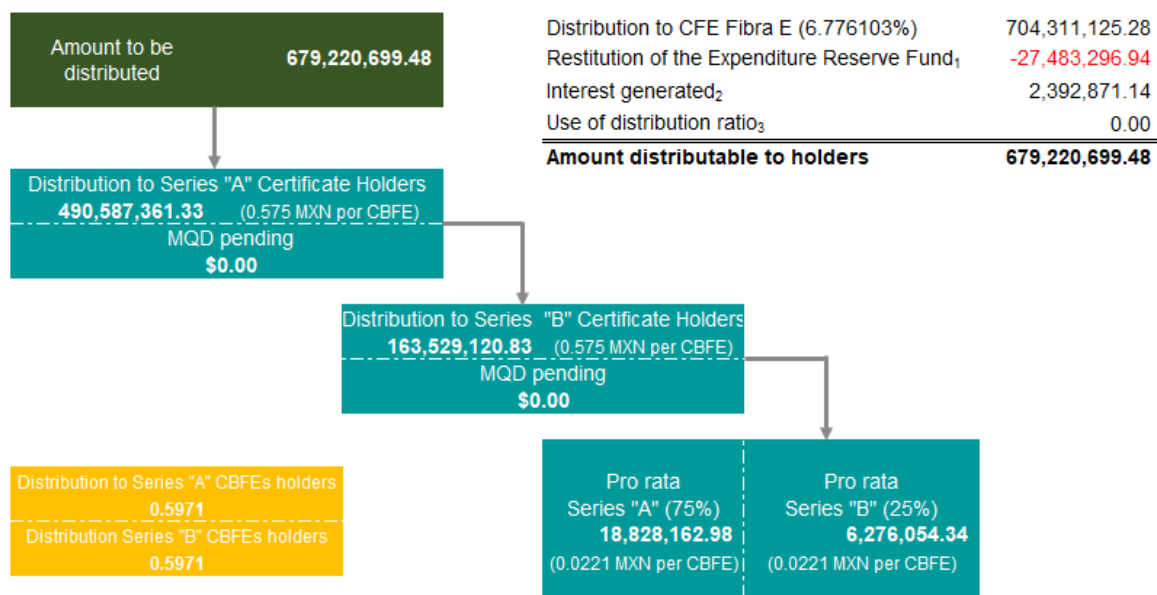 Amount to be
distributed
679,220,699.48
Distribution to CFE Fibra E (6.776103%) 704,311,125.28
Restitution of the Expenditure Reserve Fund₁ -27,483,296.94
Interest generated₂ 2,392,871.14
Use of distribution ratio₃ 0.00
Amount distributable to holders 679,220,699.48
Distribution to Series "A" Certificate Holders
490,587,361.33 (0.575 MXN por CBFE)
MQD pending
$0.00
Distribution to Series "B" Certificate Holders
163,529,120.83 (0.575 MXN per CBFE)
MQD pending
$0.00
Pro rata
Series "A" (75%)
18,828,162.98
(0.0221 MXN per CBFE)
Pro rata
Series "B" (25%)
6,276,054.34
(0.0221 MXN per CBFE)
Distribution to Series "A" CBFEs holders
0.5971
Distribution Series "B" CBFEs holders
0.5971